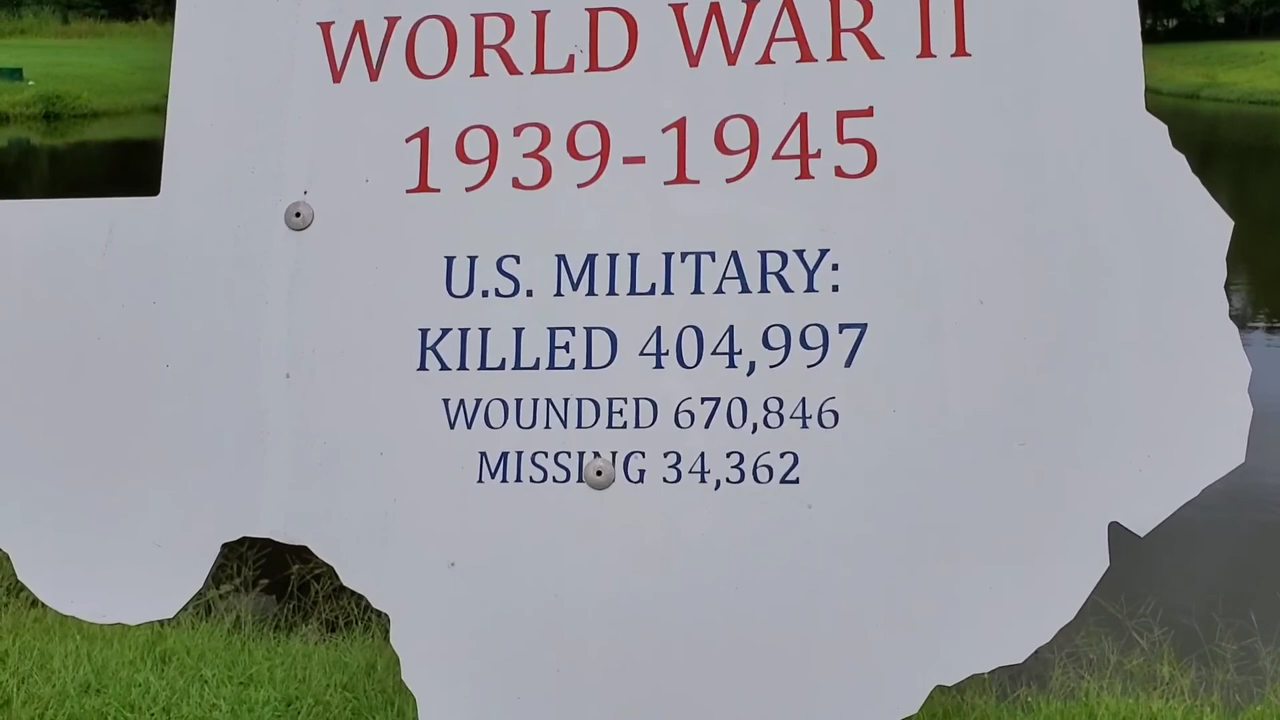 WORLD WAR II
1939-1945
U.S. MILITARY:
KILLED 404,997
WOUNDED 670,846
MISSING 34,362